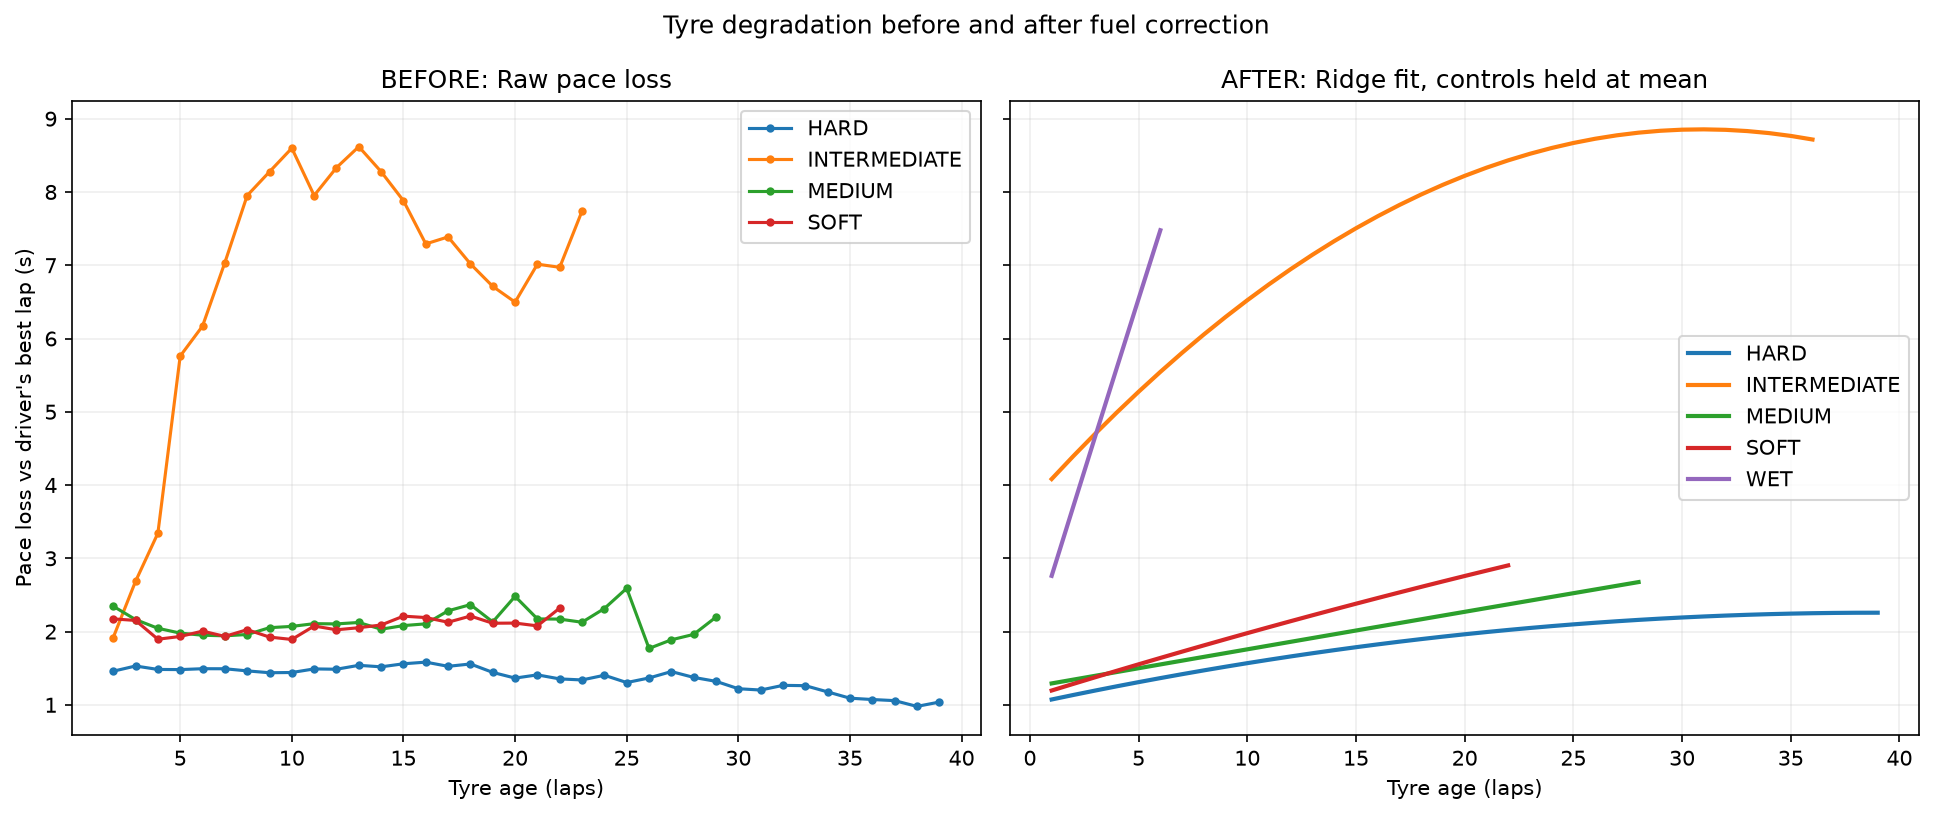 Tyre degradation before and after fuel correction
BEFORE: Raw pace loss
Pace loss vs driver's best lap (s)
9
8
7
6
5
4
3
2
1
HARD
INTERMEDIATE
MEDIUM
SOFT
5 10 15 20 25 30 35 40
Tyre age (laps)
AFTER: Ridge fit, controls held at mean
HARD
INTERMEDIATE
MEDIUM
SOFT
WET
0 5 10 15 20 25 30 35 40
Tyre age (laps)